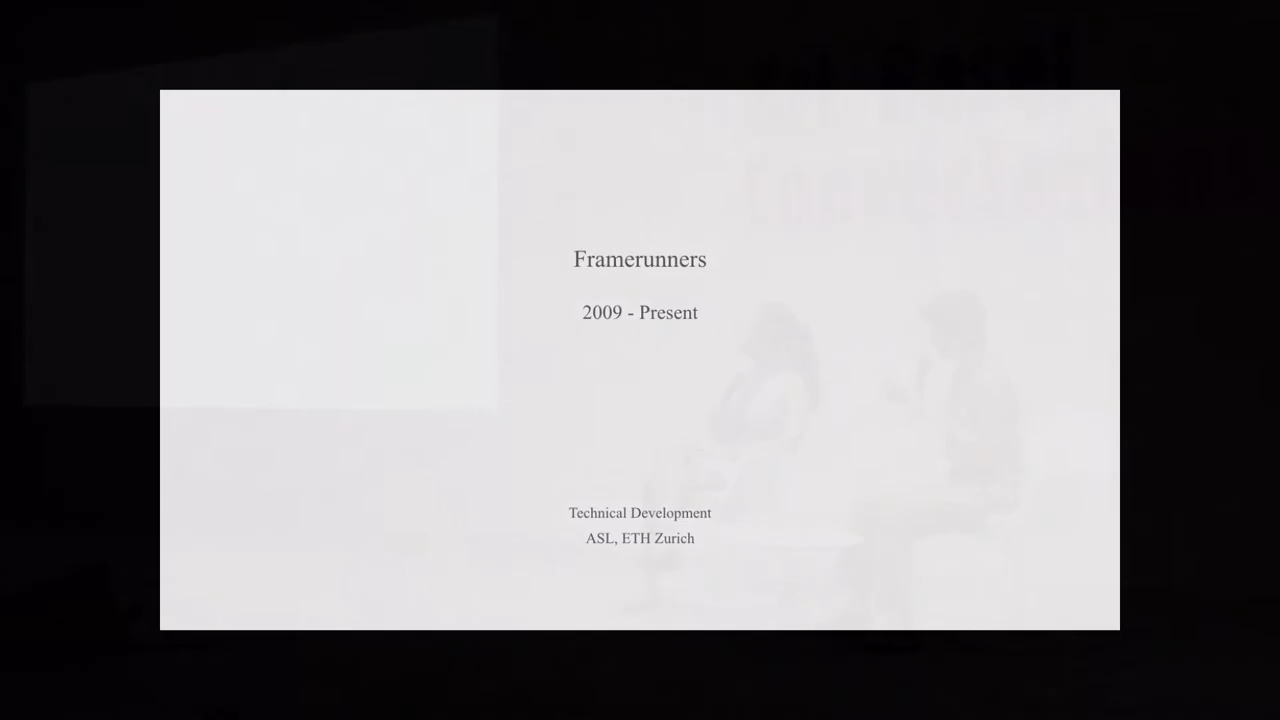 Framerunners
2009 - Present
Technical Development
ASL, ETH Zurich